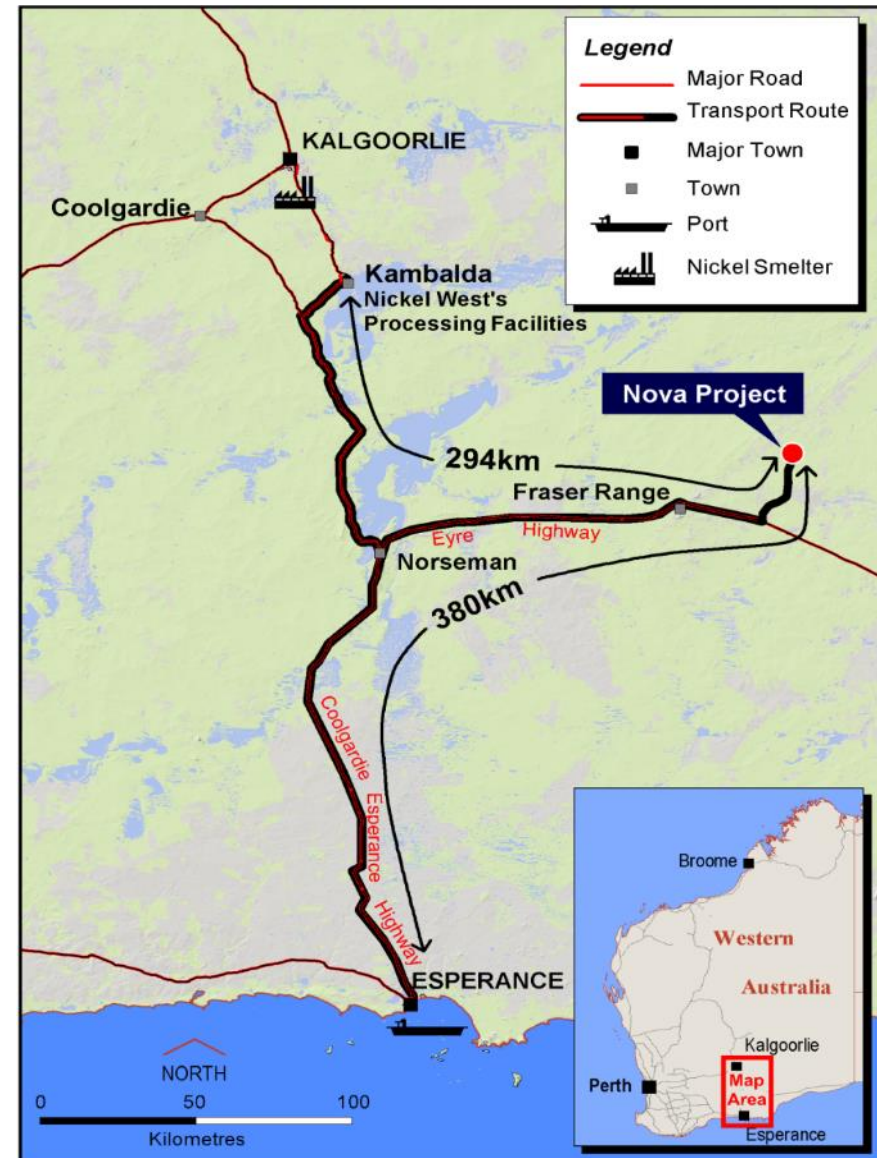 Legend
Major Road
Transport Route
Major Town
Town
Port
Nickel Smelter
KALGOORLIE
Coolgardie
Kambalda
Nickel West's
Processing Facilities
Nova Project
294km
Fraser Range
Eyre Highway
Norseman
380km
Coolgardie Esperance Highway
ESPERANCE
NORTH
0 50 100
Kilometres
Broome
Western
Australia
Kalgoorlie
Perth
Map
Area
Esperance